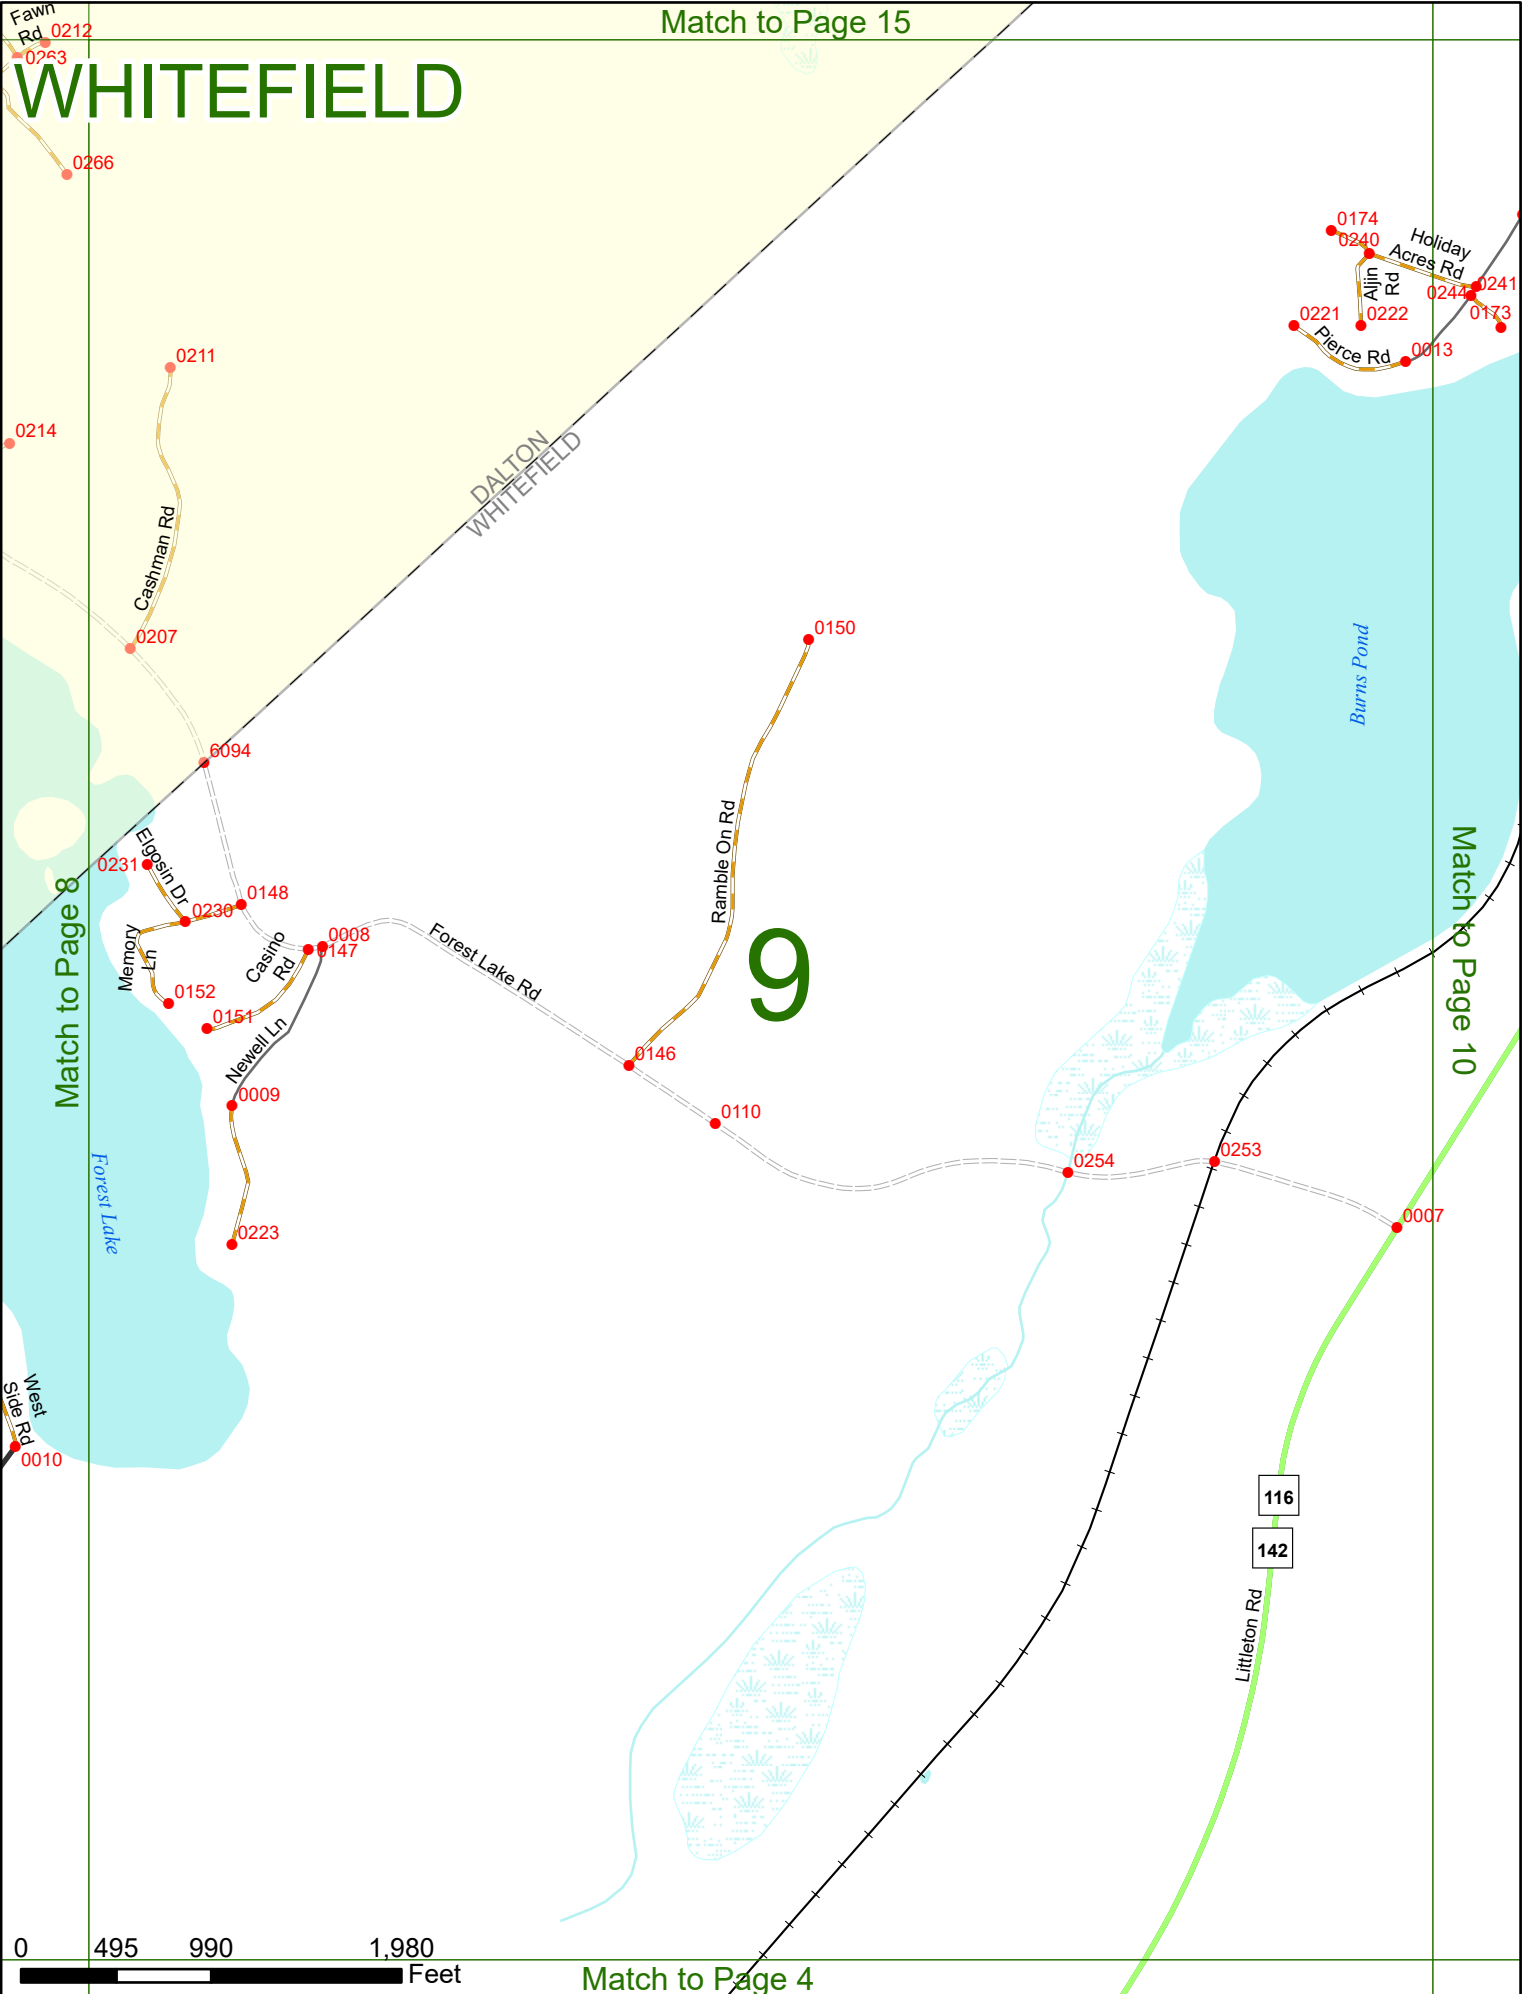 Match to Page 15
Fawn
Rd
0212
0263
WHITEFIELD
0266
0174
0240
Holiday
Acres Rd
0241
0244
0173
Aljin
Rd
0221
0222
Pierce Rd
0013
0211
0214
DALTON
WHITEFIELD
Cashman Rd
0207
0150
Burns Pond
6094
Ramble On Rd
Elgosin Dr
0231
0148
0230
Match to Page 8
Match to Page 10
Memory
Ln
Casino
Rd
0008
0147
Forest Lake Rd
9
0152
0151
Newell Ln
0146
0009
0110
Forest Lake
0254
0253
0007
0223
West
Side Rd
0010
116
142
Littleton Rd
0 495 990 1,980
Feet
Match to Page 4